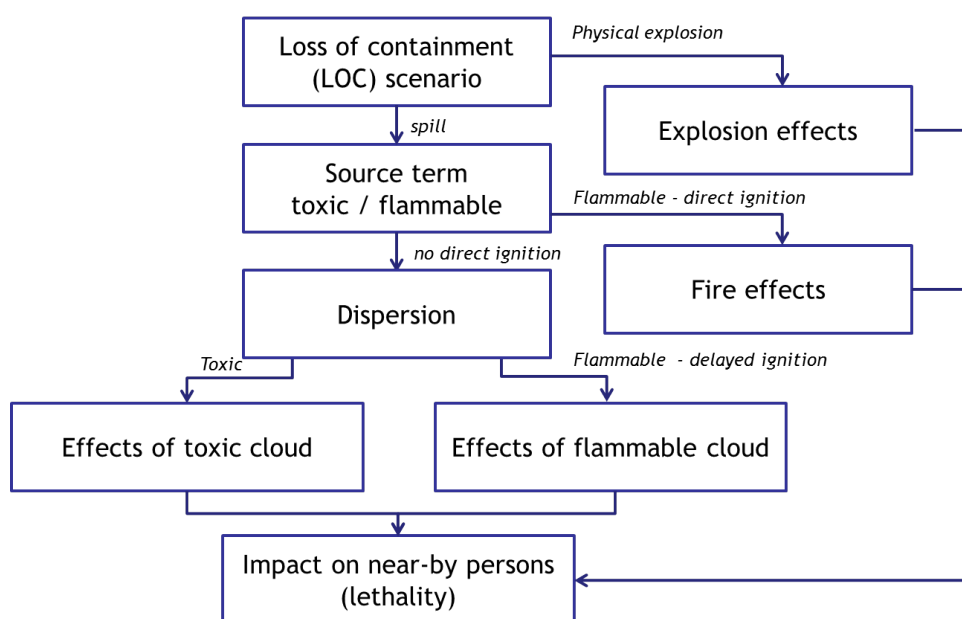 Loss of containment
(LOC) scenario
Physical explosion
Explosion effects
spill
Source term
toxic / flammable
Flammable - direct ignition
no direct ignition
Fire effects
Dispersion
Toxic
Flammable - delayed ignition
Effects of toxic cloud
Effects of flammable cloud
Impact on near-by persons
(lethality)